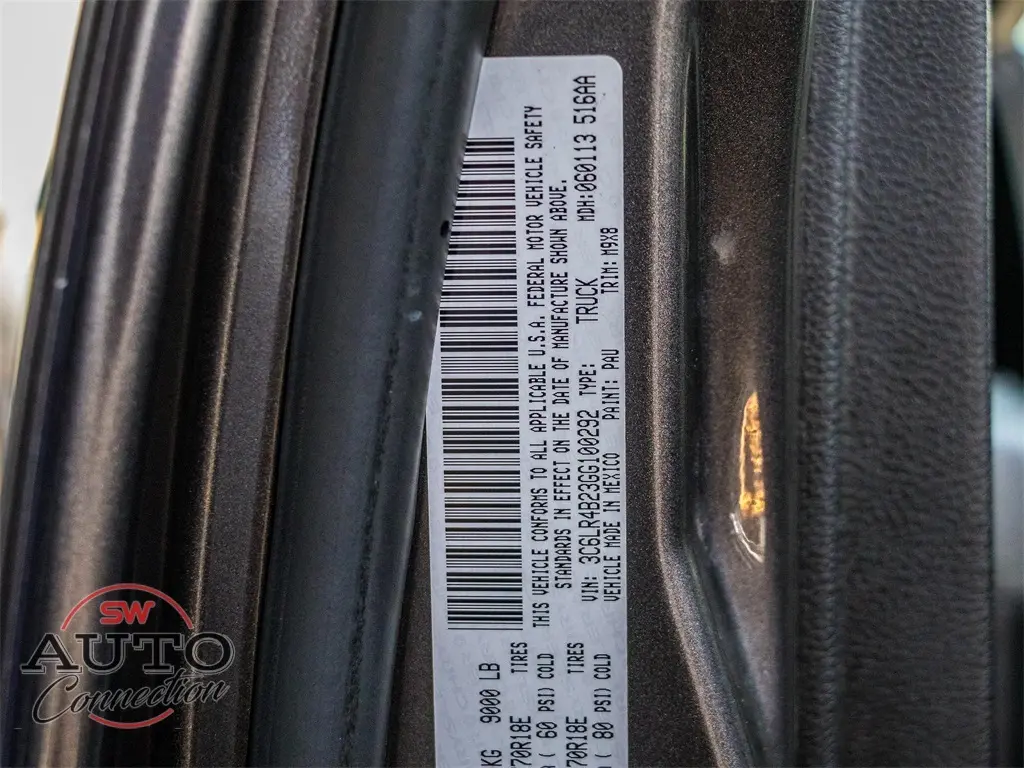 KG 9000 LB
70R18E TIRES
( 60 PSI) COLD
70R18E TIRES
( 80 PSI) COLD
THIS VEHICLE CONFORMS TO ALL APPLICABLE U.S.A. FEDERAL MOTOR VEHICLE SAFETY
STANDARDS IN EFFECT ON THE DATE OF MANUFACTURE SHOWN ABOVE.
VIN: 3C6LR4B23GG100292 TYPE: TRUCK MDH:060113 516AA
VEHICLE MADE IN MEXICO PAINT: PAU TRIM: M9X8
SW
AUTO
Connection